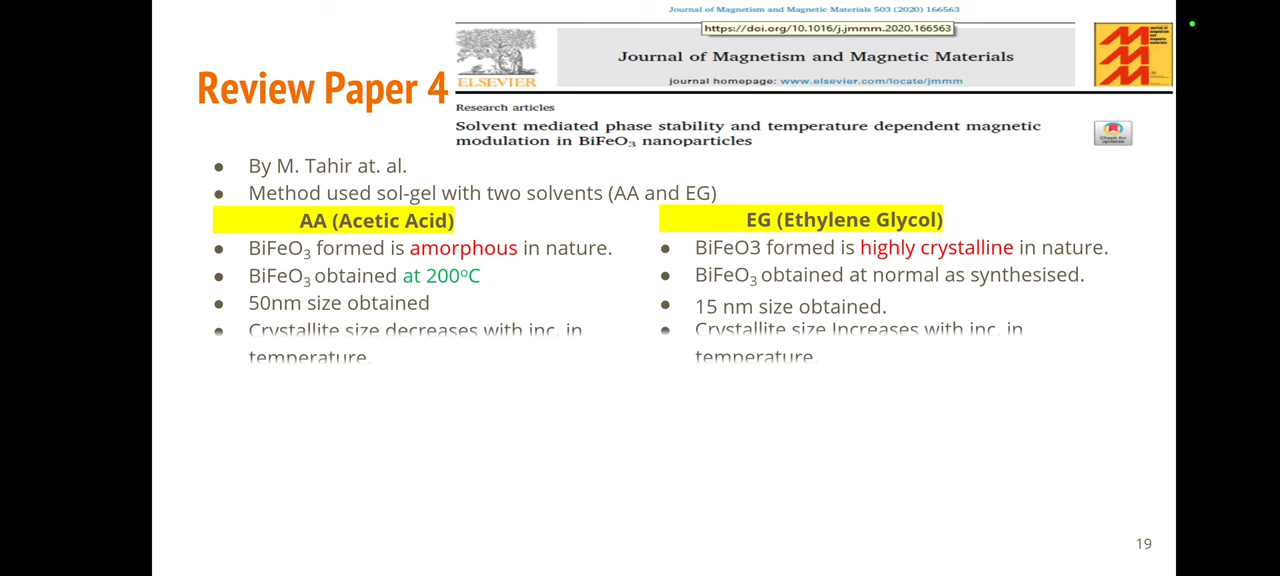 Journal of Magnetism and Magnetic Materials 503 (2020) 166563
https://doi.org/10.1016/j.jmmm.2020.166563
Journal of Magnetism and Magnetic Materials
ELSEVIER
journal homepage: www.elsevier.com/locate/jmmm
Review Paper 4
Research articles
Solvent mediated phase stability and temperature dependent magnetic
modulation in BiFeO₃ nanoparticles
Check for
updates
● By M. Tahir at. al.
● Method used sol-gel with two solvents (AA and EG)
AA (Acetic Acid)
● BiFeO₃ formed is amorphous in nature.
● BiFeO₃ obtained at 200°C
● 50nm size obtained
● Crystallite size decreases with inc. in
temperature.
EG (Ethylene Glycol)
● BiFeO3 formed is highly crystalline in nature.
● BiFeO₃ obtained at normal as synthesised.
● 15 nm size obtained.
● Crystallite size Increases with inc. in
temperature.
19